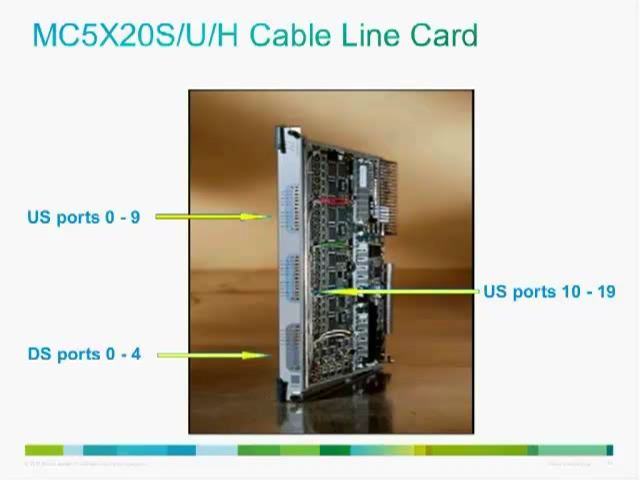 MC5X20S/U/H Cable Line Card
US ports 0 - 9
US ports 10 - 19
DS ports 0 - 4